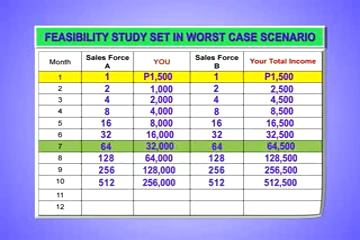 FEASIBILITY STUDY SET IN WORST CASE SCENARIO
Month Sales Force A YOU Sales Force B Your Total Income
1 1 P1,500 1 P1,500
2 2 1,000 2 2,500
3 4 2,000 4 4,500
4 8 4,000 8 8,500
5 16 8,000 16 16,500
6 32 16,000 32 32,500
7 64 32,000 64 64,500
8 128 64,000 128 128,500
9 256 128,000 256 256,500
10 512 256,000 512 512,500
11
12